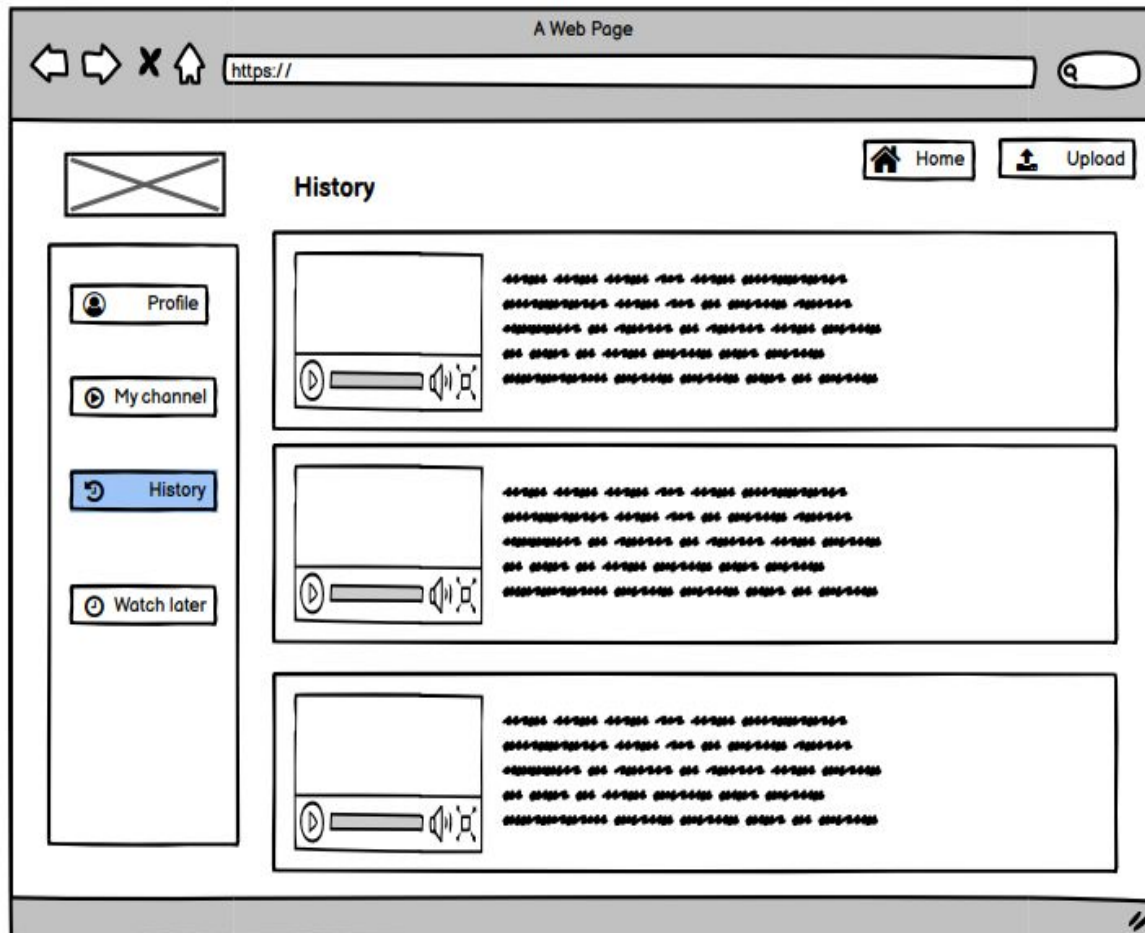 A Web Page
https://
Home
Upload
History
Profile
My channel
History
Watch later